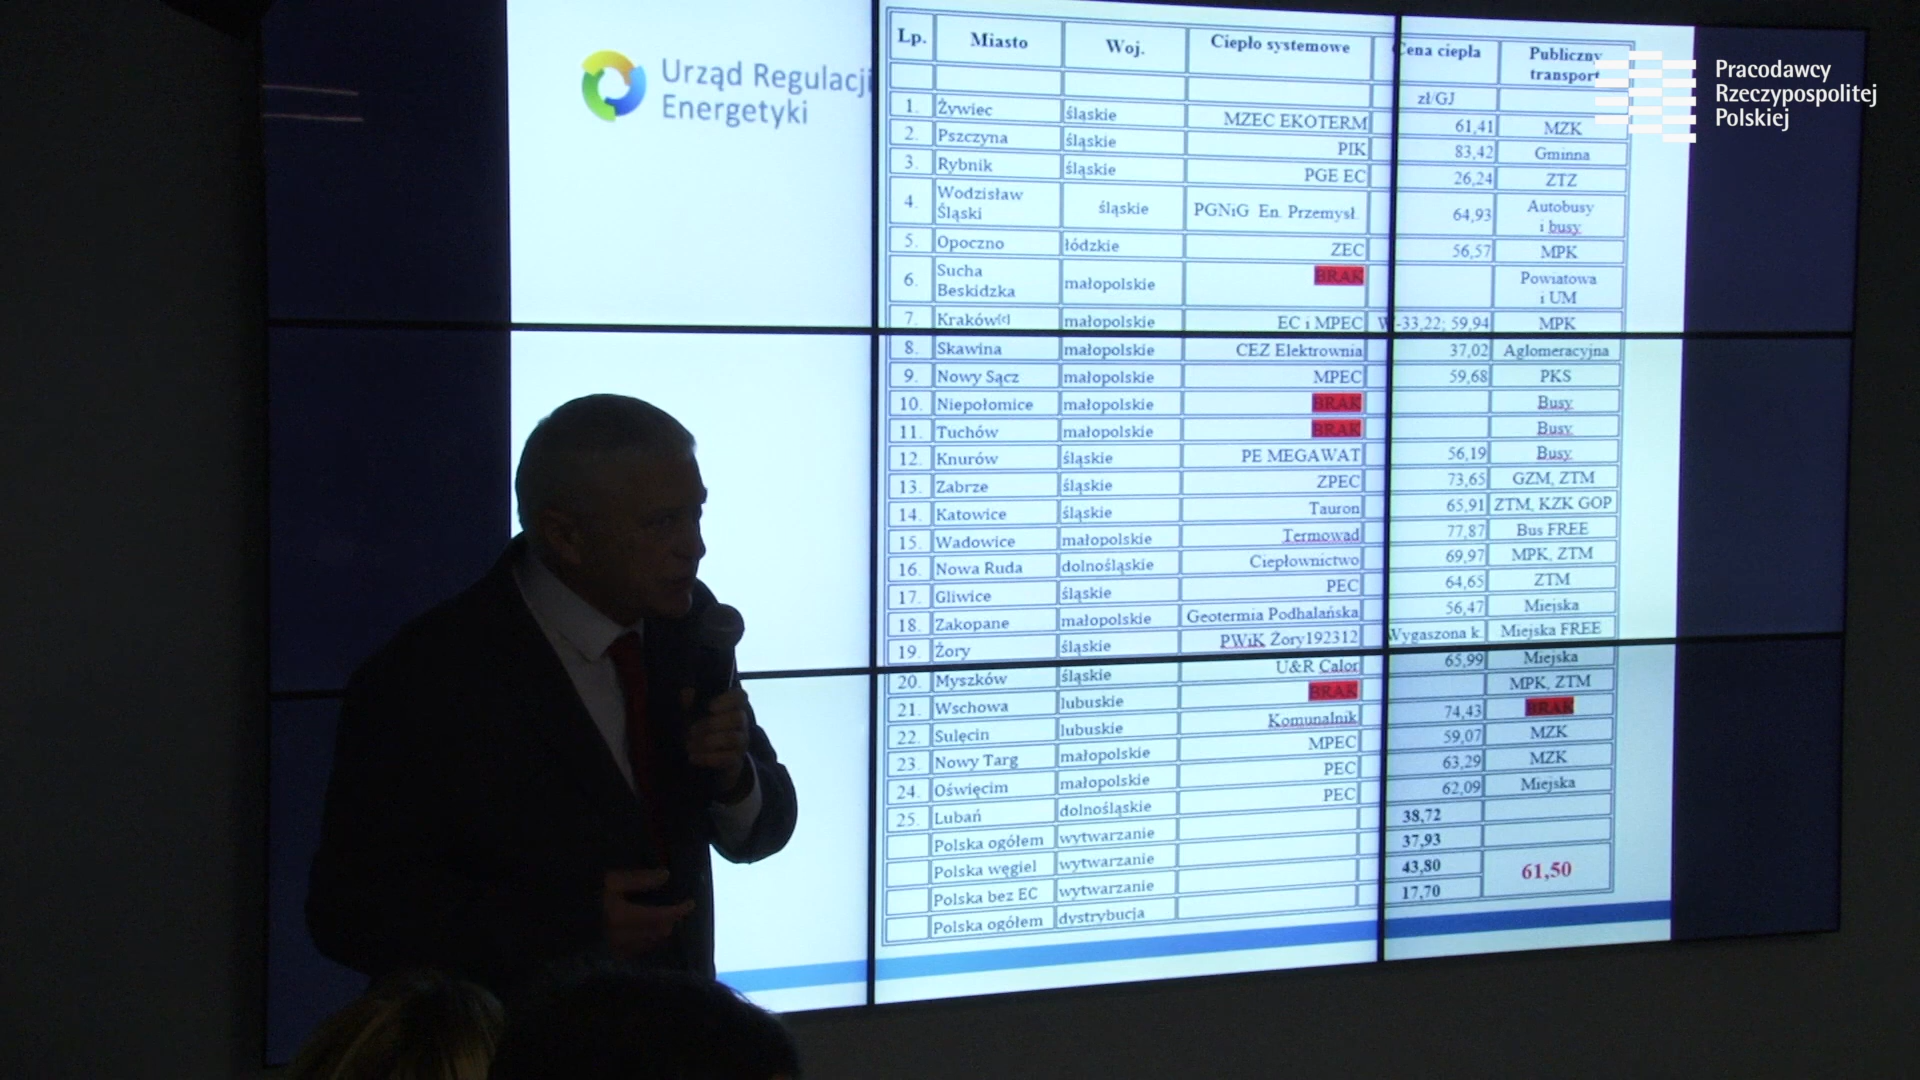 Urząd Regulacji
Energetyki
Pracodawcy
Rzeczypospolitej
Polskiej
Lp. Miasto Woj. Ciepło systemowe Cena ciepła Publiczny
transport
zł/GJ
1. Żywiec śląskie MZEC EKOTERM 61,41 MZK
2. Pszczyna śląskie PIK 83,42 Gminna
3. Rybnik śląskie PGE EC 26,24 ZTZ
4. Wodzisław
Śląski śląskie PGNiG En. Przemysł. 64,93 Autobusy
i busy
5. Opoczno łódzkie ZEC 56,57 MPK
6. Sucha
Beskidzka małopolskie BRAK Powiatowa
i UM
7. Kraków małopolskie EC i MPEC W-33,22; 59,94 MPK
8. Skawina małopolskie CEZ Elektrownia 37,02 Aglomeracyjna
9. Nowy Sącz małopolskie MPEC 59,68 PKS
10. Niepołomice małopolskie BRAK Busy
11. Tuchów małopolskie BRAK Busy
12. Knurów śląskie PE MEGAWAT 56,19 Busy
13. Zabrze śląskie ZPEC 73,65 GZM, ZTM
14. Katowice śląskie Tauron 65,91 ZTM, KZK GOP
15. Wadowice małopolskie Termowad 77,87 Bus FREE
16. Nowa Ruda dolnośląskie Ciepłownictwo 69,97 MPK, ZTM
17. Gliwice śląskie PEC 64,65 ZTM
18. Zakopane małopolskie Geotermia Podhalańska 56,47 Miejska
19. Żory śląskie PWiK Żory192312 Wygaszona k. Miejska FREE
20. Myszków śląskie U&R Calor 65,99 Miejska
21. Wschowa lubuskie BRAK MPK, ZTM
22. Sulęcin lubuskie Komunalnik 74,43 BRAK
23. Nowy Targ małopolskie MPEC 59,07 MZK
24. Oświęcim małopolskie PEC 63,29 MZK
25. Lubań dolnośląskie PEC 62,09 Miejska
Polska ogółem wytwarzanie 38,72
Polska węgiel wytwarzanie 37,93
Polska bez EC wytwarzanie 43,80 61,50
Polska ogółem dystrybucja 17,70